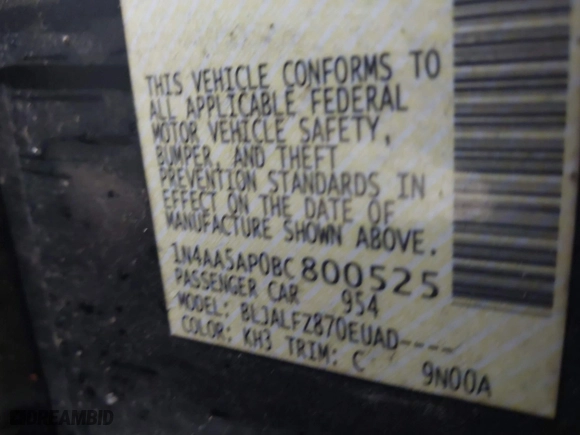 THIS VEHICLE CONFORMS TO
ALL APPLICABLE FEDERAL
MOTOR VEHICLE SAFETY,
BUMPER, AND THEFT
PREVENTION STANDARDS IN
EFFECT ON THE DATE OF
MANUFACTURE SHOWN ABOVE.
1N4AA5AP0BC800525
PASSENGER CAR 954
MODEL: BLJALFZ870EUAD----
COLOR: KH3 TRIM: C 9N00A
DREAMBID